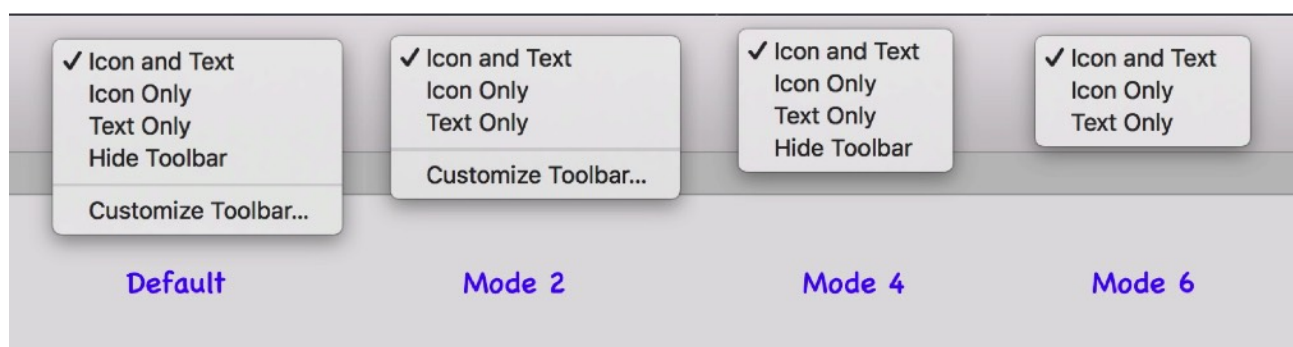 ✓ Icon and Text
Icon Only
Text Only
Hide Toolbar
Customize Toolbar...
Default
✓ Icon and Text
Icon Only
Text Only
Customize Toolbar...
Mode 2
✓ Icon and Text
Icon Only
Text Only
Hide Toolbar
Mode 4
✓ Icon and Text
Icon Only
Text Only
Mode 6